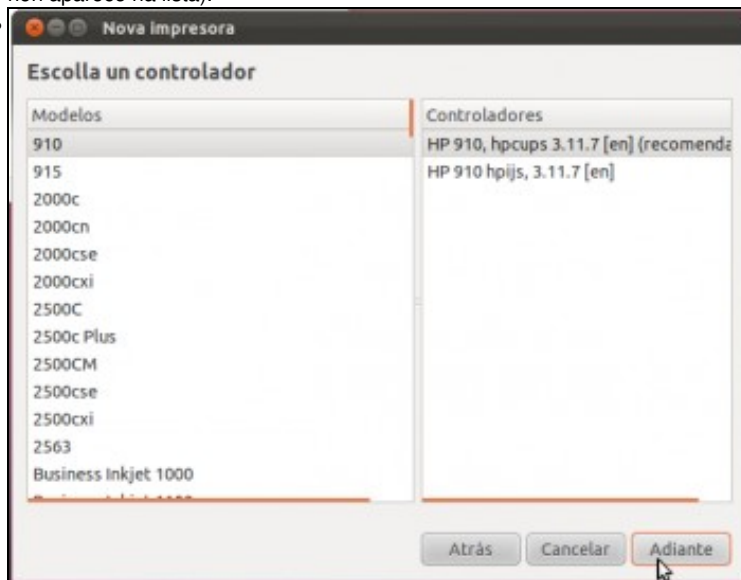 Nova impresora
Escolla un controlador
Modelos
910
915
2000c
2000cn
2000cse
2000cxi
2500C
2500c Plus
2500CM
2500cse
2500cxi
2563
Business Inkjet 1000
Controladores
HP 910, hpcups 3.11.7 [en] (recomenda
HP 910 hpijs, 3.11.7 [en]
Atrás Cancelar Adiante